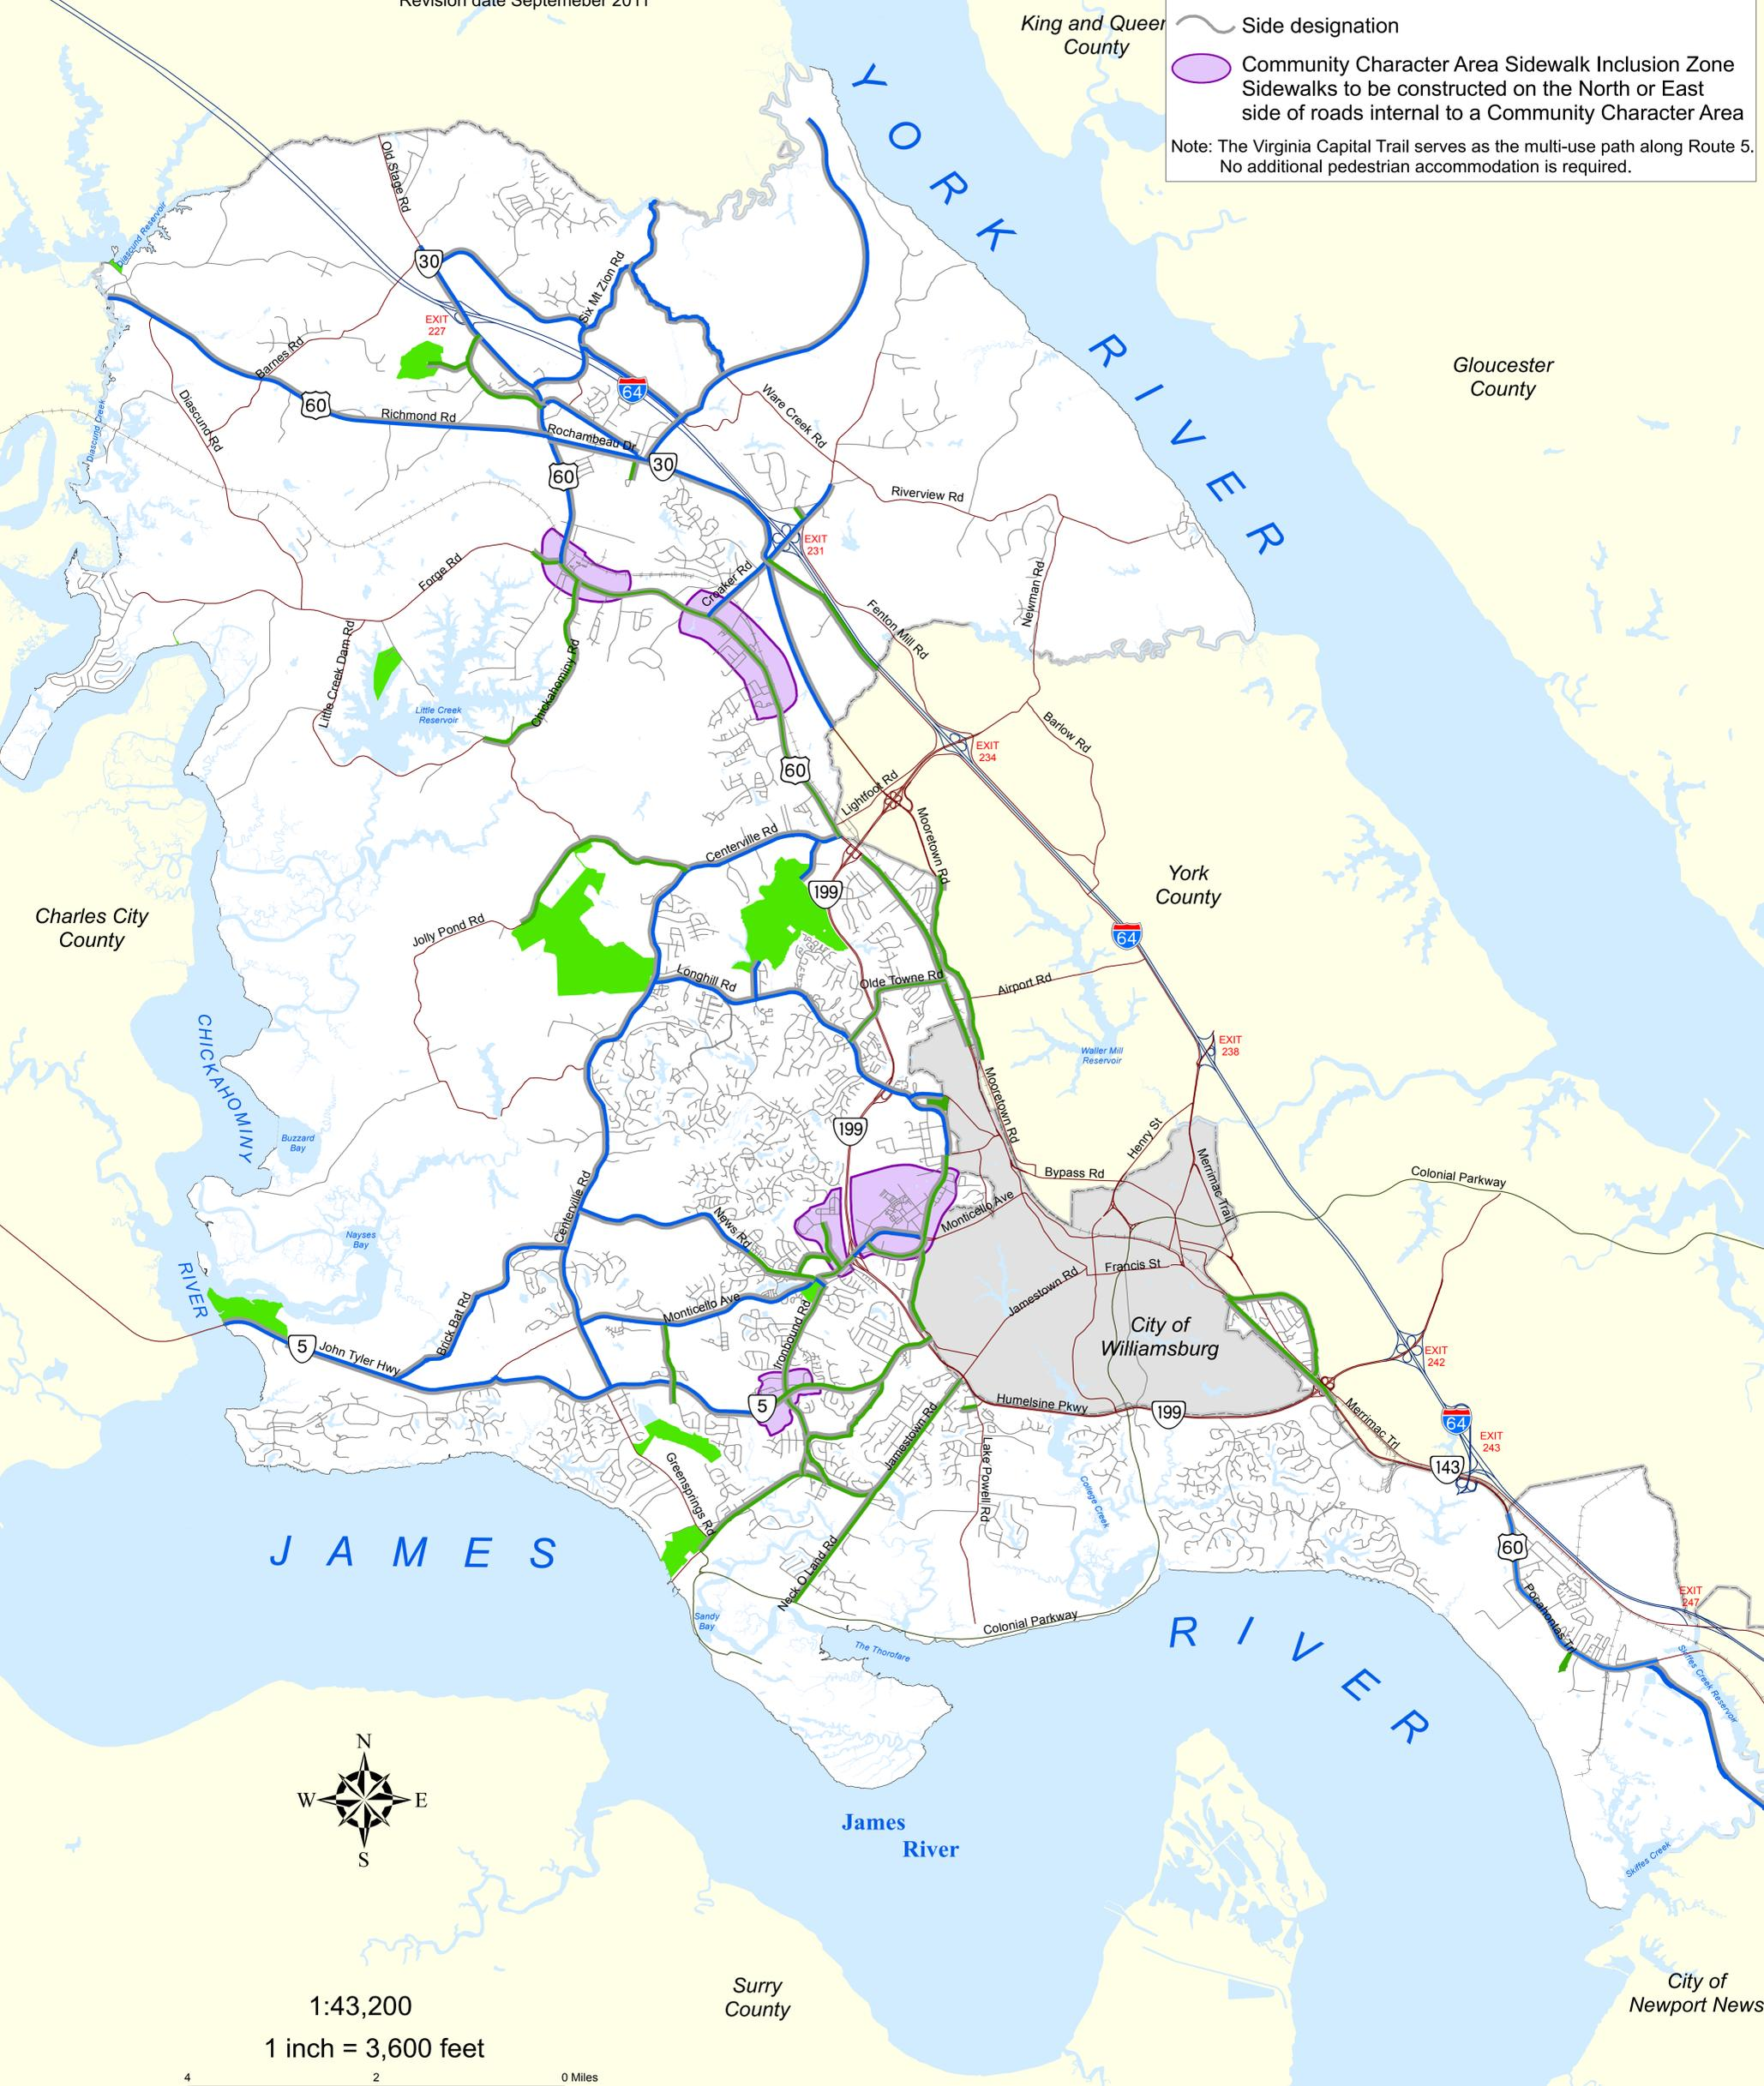 Revision date Septemeber 2011
King and Queen
County
Side designation
Community Character Area Sidewalk Inclusion Zone
Sidewalks to be constructed on the North or East
side of roads internal to a Community Character Area
Note: The Virginia Capital Trail serves as the multi-use path along Route 5.
No additional pedestrian accommodation is required.
YORK RIVER
Old Stage Rd
Diascund Reservoir
30
Six Mt Zion Rd
EXIT
227
Barnes Rd
64
Gloucester
County
60
Richmond Rd
Diascund Rd
Diascund Creek
Ware Creek Rd
Rochambeau Dr
30
60
Riverview Rd
EXIT
231
Forge Rd
Croaker Rd
Newman Rd
Fenton Mill Rd
Little Creek Dam Rd
Chickahominy Rd
Little Creek
Reservoir
Barlow Rd
EXIT
234
60
Lightfoot Rd
Mooretown Rd
Centerville Rd
199
York
County
Charles City
County
Jolly Pond Rd
64
Longhill Rd
Olde Towne Rd
Airport Rd
CHICKAHOMINY
RIVER
EXIT
238
Waller Mill
Reservoir
Mooretown Rd
199
Henry St
Buzzard
Bay
Bypass Rd
Merrimac Trail
Colonial Parkway
Centerville Rd
News Rd
Monticello Ave
Nayses
Bay
Francis St
Jamestown Rd
Monticello Ave
Ironbound Rd
Brick Bat Rd
5
John Tyler Hwy
City of
Williamsburg
EXIT
242
5
Humelsine Pkwy
199
Merrimac Trl
64
EXIT
243
143
Jamestown Rd
Lake Powell Rd
Greensprings Rd
College Creek
JAMES
60
Neck O Land Rd
Pocahontas Tr
EXIT
247
Sandy
Bay
Colonial Parkway
The Thorofare
RIVER
Skiffes Creek Reservoir
N
W
E
S
James
River
Skiffes Creek
Surry
County
City of
Newport News
1:43,200
1 inch = 3,600 feet
4
2
0 Miles